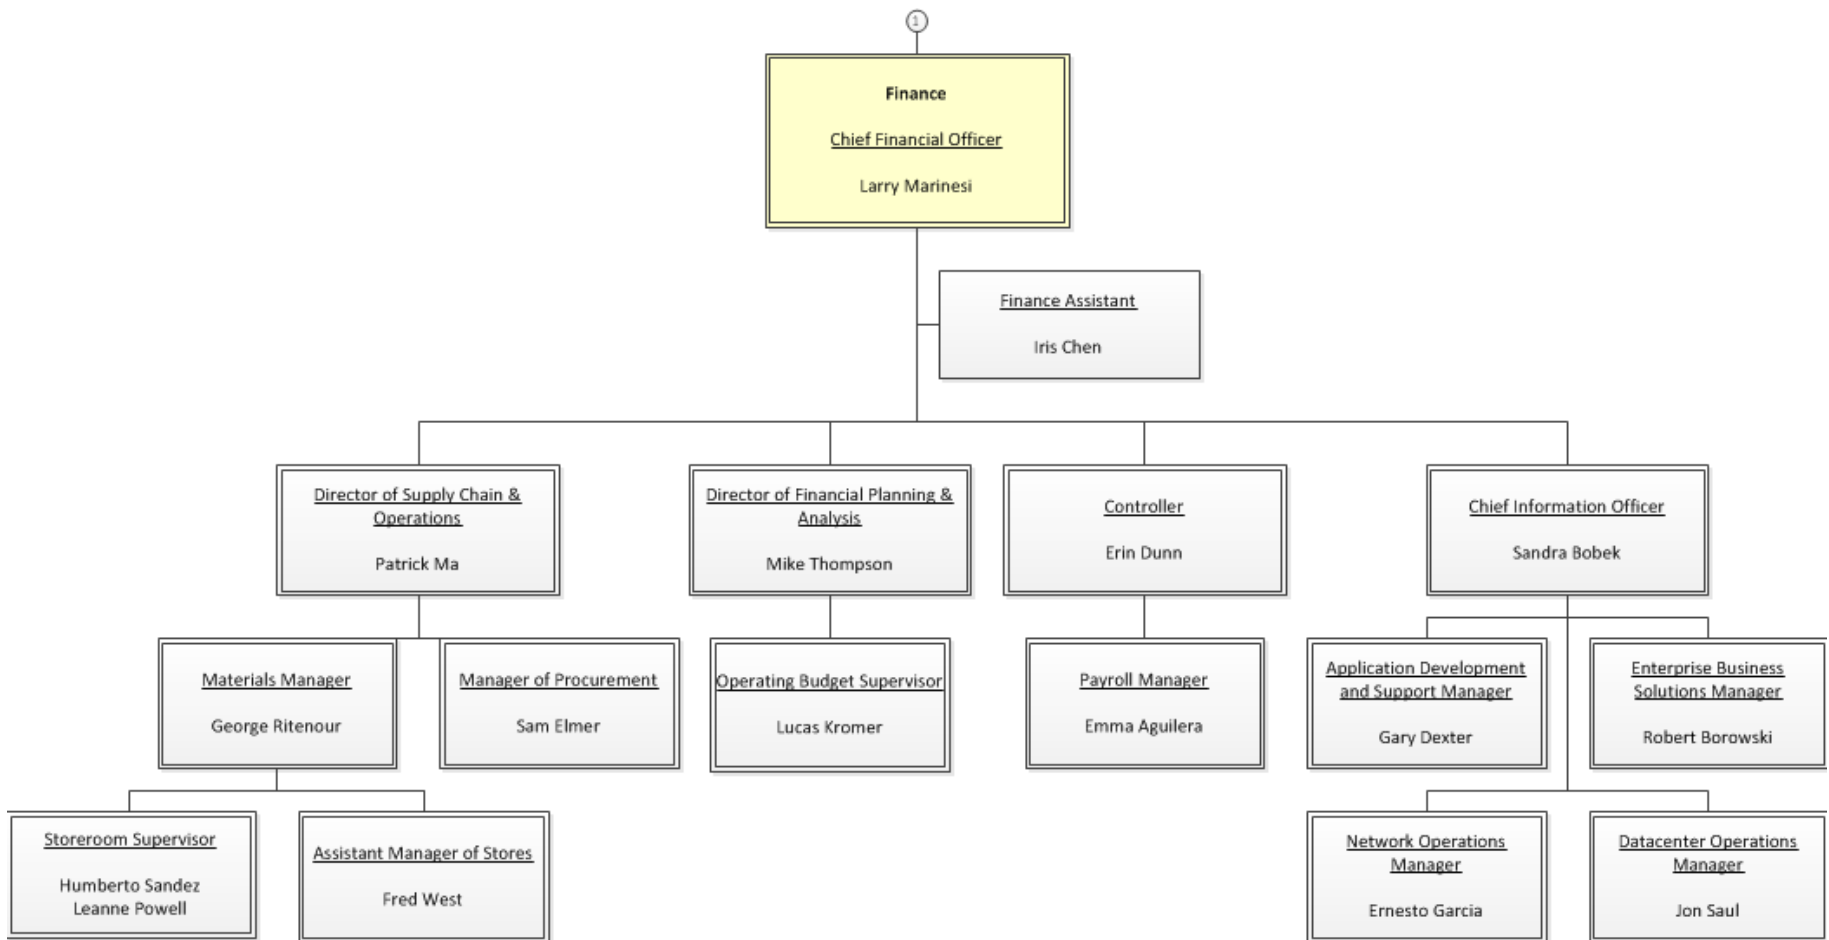 1
Finance
Chief Financial Officer
Larry Marinesi
Finance Assistant
Iris Chen
Director of Supply Chain &
Operations
Patrick Ma
Director of Financial Planning &
Analysis
Mike Thompson
Controller
Erin Dunn
Chief Information Officer
Sandra Bobek
Materials Manager
George Ritenour
Manager of Procurement
Sam Elmer
Operating Budget Supervisor
Lucas Kromer
Payroll Manager
Emma Aguilera
Application Development
and Support Manager
Gary Dexter
Enterprise Business
Solutions Manager
Robert Borowski
Storeroom Supervisor
Humberto Sandez
Leanne Powell
Assistant Manager of Stores
Fred West
Network Operations
Manager
Ernesto Garcia
Datacenter Operations
Manager
Jon Saul